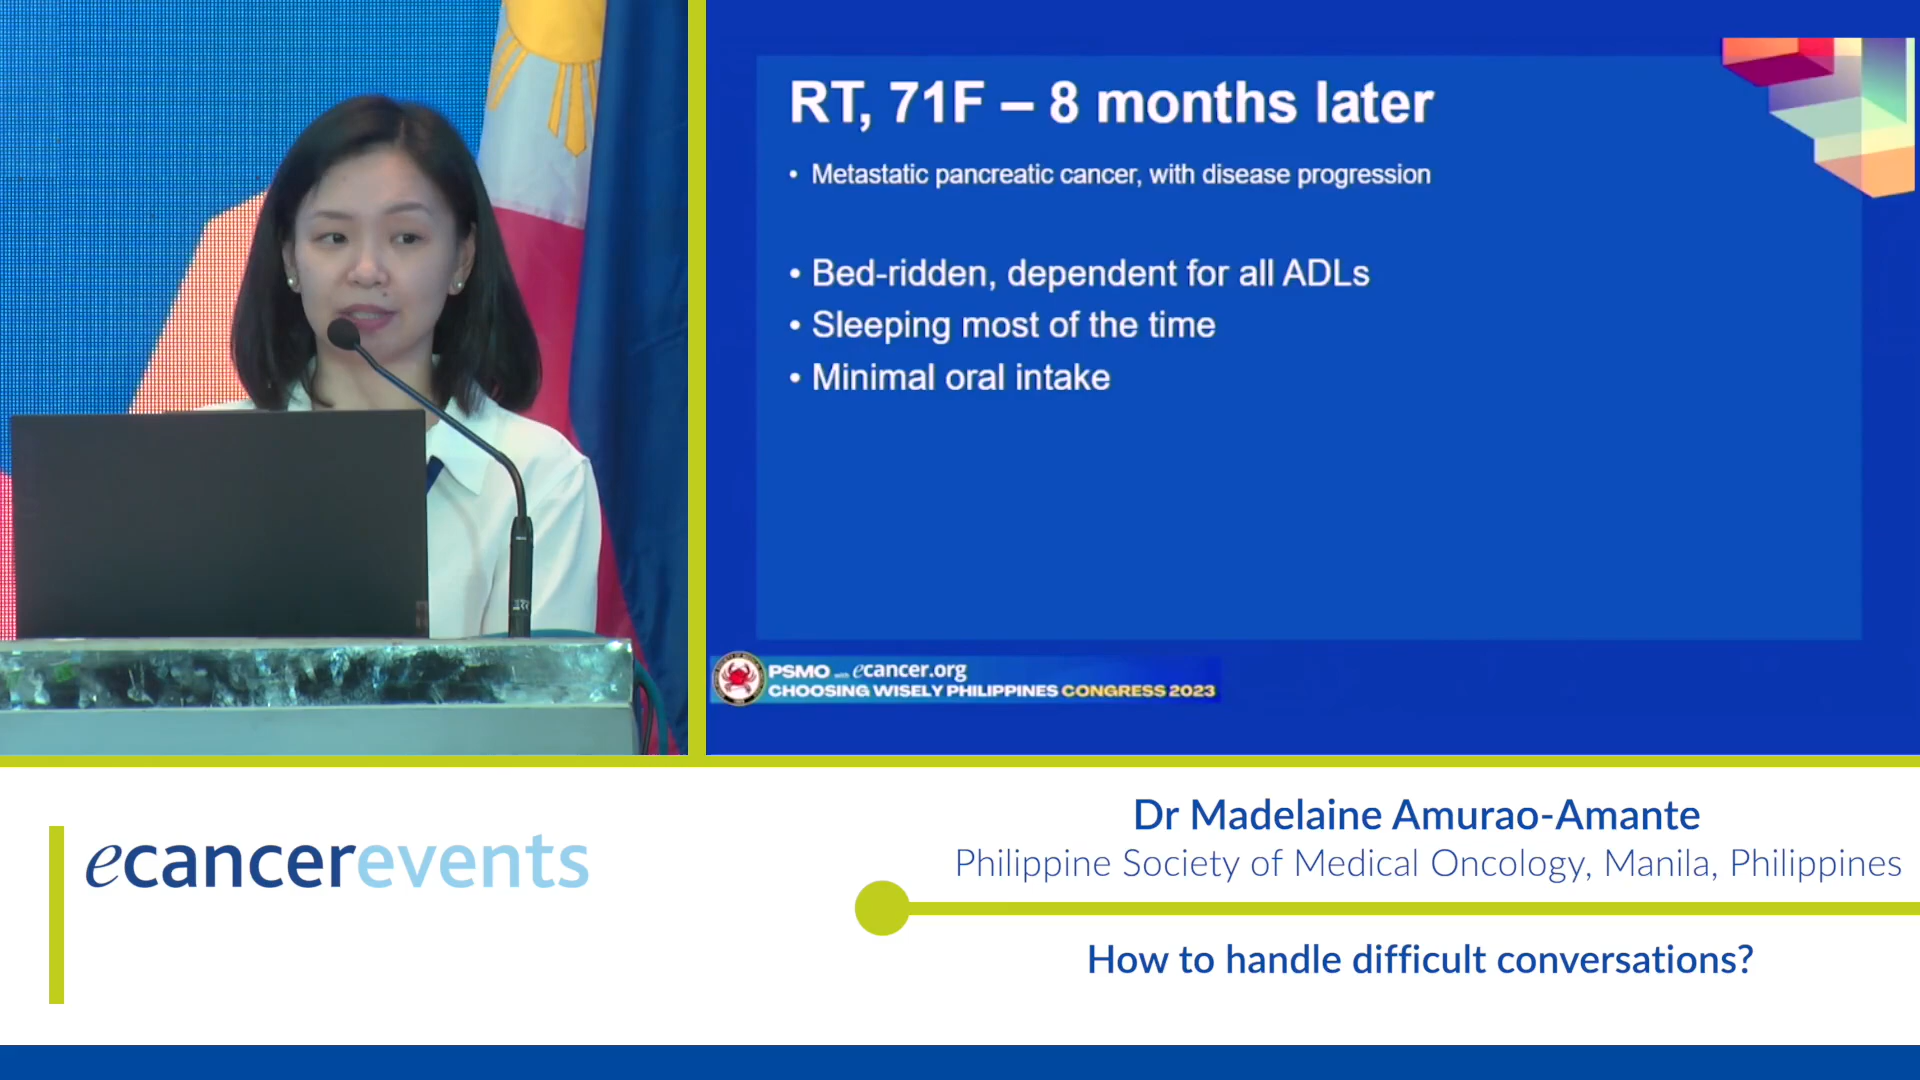 RT, 71F – 8 months later
• Metastatic pancreatic cancer, with disease progression
• Bed-ridden, dependent for all ADLs
• Sleeping most of the time
• Minimal oral intake
PSMO with ecancer.org
CHOOSING WISELY PHILIPPINES CONGRESS 2023
ecancerevents
Dr Madelaine Amurao-Amante
Philippine Society of Medical Oncology, Manila, Philippines
How to handle difficult conversations?